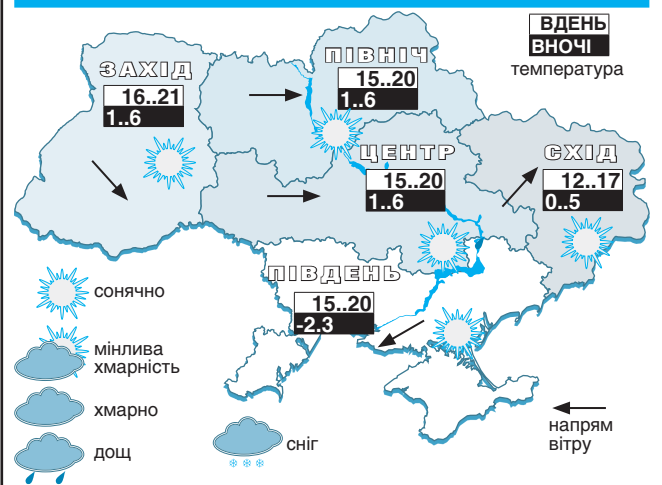 ВДЕНЬ
ВНОЧІ
температура
ЗАХІД
16..21
1..6
ПІВНІЧ
15..20
1..6
ЦЕНТР
15..20
1..6
СХІД
12..17
0..5
ПІВДЕНЬ
15..20
-2.3
сонячно
мінлива
хмарність
хмарно
дощ
сніг
напрям
вітру